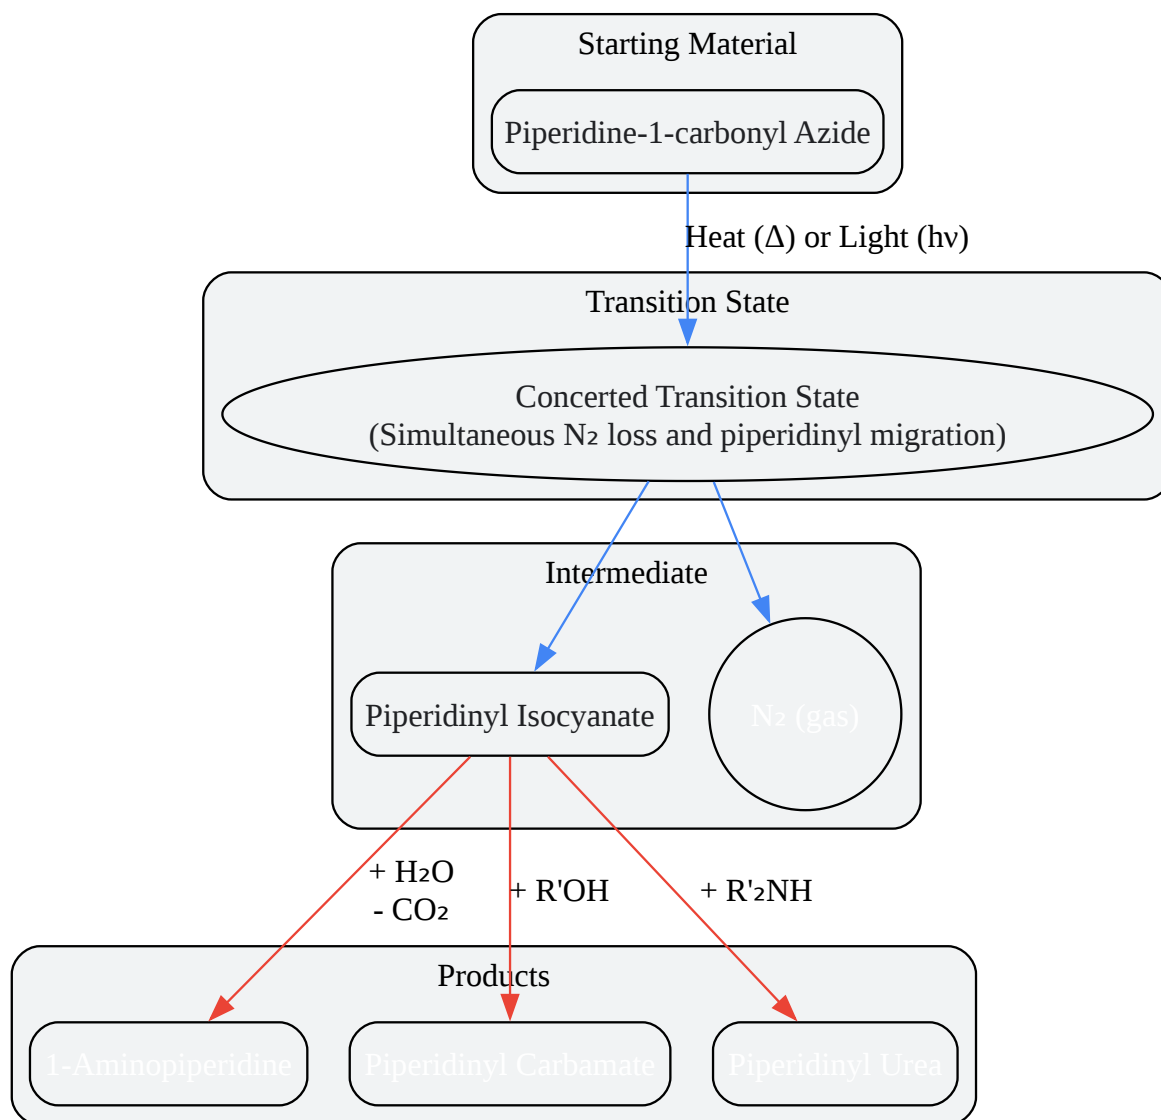 Starting Material
Piperidine-1-carbonyl Azide
Heat (Δ) or Light (hν)
Transition State
Concerted Transition State
(Simultaneous N₂ loss and piperidinyl migration)
Intermediate
Piperidinyl Isocyanate
N₂ (gas)
+ H₂O
- CO₂
+ R'OH
+ R'₂NH
Products
1-Aminopiperidine
Piperidinyl Carbamate
Piperidinyl Urea